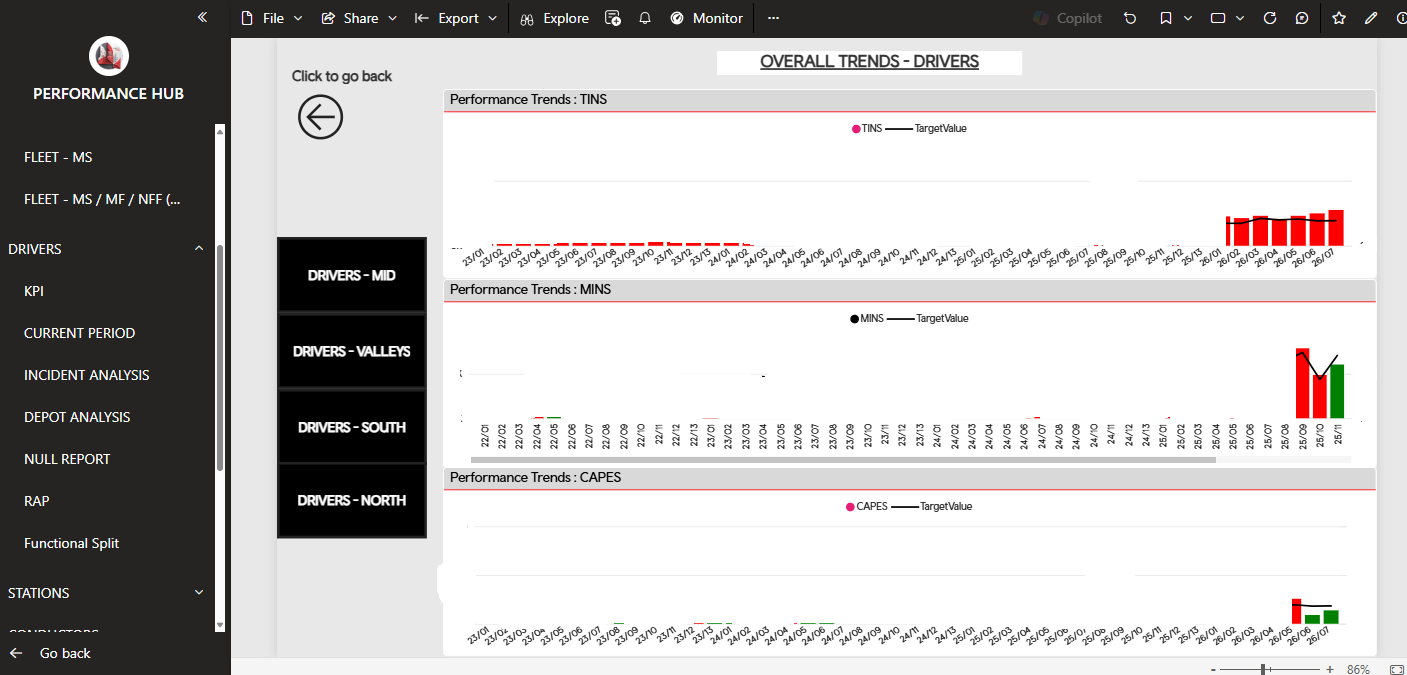 File
Share
Export
Explore
Monitor
Copilot
PERFORMANCE HUB
FLEET - MS
FLEET - MS / MF / NFF (...
DRIVERS
KPI
CURRENT PERIOD
INCIDENT ANALYSIS
DEPOT ANALYSIS
NULL REPORT
RAP
Functional Split
STATIONS
Go back
Click to go back
OVERALL TRENDS - DRIVERS
DRIVERS - MID
DRIVERS - VALLEYS
DRIVERS - SOUTH
DRIVERS - NORTH
Performance Trends : TINS
TINS TargetValue
23/01 23/02 23/03 23/04 23/05 23/06 23/07 23/08 23/09 23/10 23/11 23/12 23/13 24/01 24/02 24/03 24/04 24/05 24/06 24/07 24/08 24/09 24/10 24/11 24/12 24/13 25/01 25/02 25/03 25/04 25/05 25/06 25/07 25/08 25/09 25/10 25/11 25/12 25/13 26/01 26/02 26/03 26/04 26/05 26/06 26/07
Performance Trends : MINS
MINS TargetValue
22/01 22/02 22/03 22/04 22/05 22/06 22/07 22/08 22/09 22/10 22/11 22/12 22/13 23/01 23/02 23/03 23/04 23/05 23/06 23/07 23/08 23/09 23/10 23/11 23/12 23/13 24/01 24/02 24/03 24/04 24/05 24/06 24/07 24/08 24/09 24/10 24/11 24/12 24/13 25/01 25/02 25/03 25/04 25/05 25/06 25/07 25/08 25/09 25/10 25/11
Performance Trends : CAPES
CAPES TargetValue
23/01 23/02 23/03 23/04 23/05 23/06 23/07 23/08 23/09 23/10 23/11 23/12 23/13 24/01 24/02 24/03 24/04 24/05 24/06 24/07 24/08 24/09 24/10 24/11 24/12 24/13 25/01 25/02 25/03 25/04 25/05 25/06 25/08 25/09 25/10 25/11 25/12 25/13 26/01 26/02 26/03 26/04 26/05 26/06 26/07
- + 86%